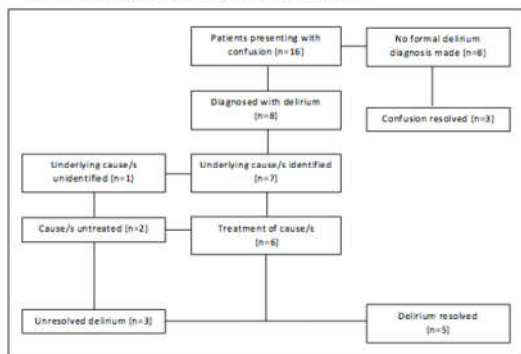 Patients presenting with
confusion (n=16)
No formal delirium
diagnosis made (n=8)
Diagnosed with delirium
(n=8)
Confusion resolved (n=3)
Underlying cause/s
unidentified (n=1)
Underlying cause/s identified
(n=7)
Cause/s untreated (n=2)
Treatment of cause/s
(n=6)
Unresolved delirium (n=3)
Delirium resolved
(n=5)